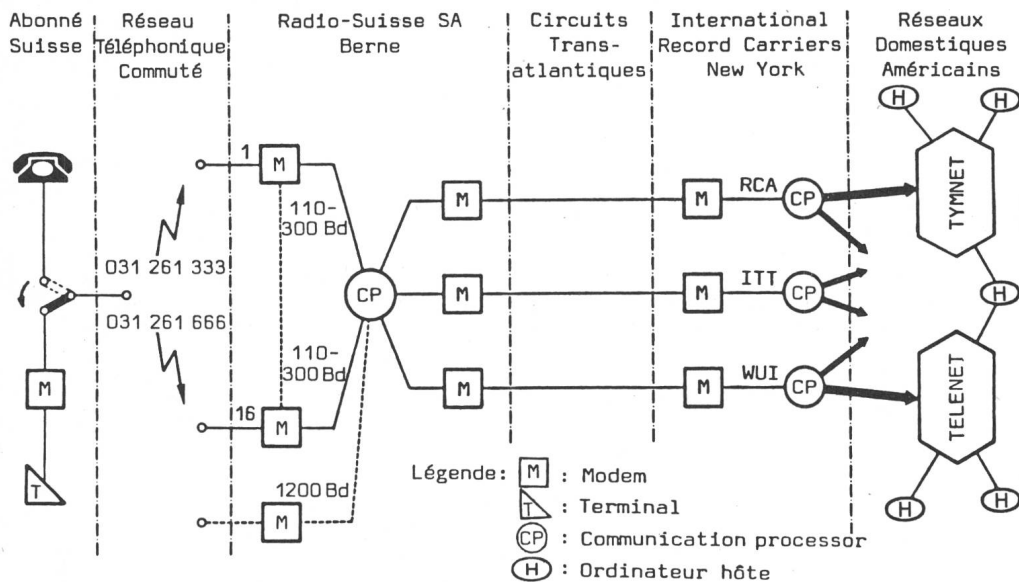 Abonné
Suisse
Réseau
Téléphonique
Commuté
Radio-Suisse SA
Berne
Circuits
Trans-
atlantiques
International
Record Carriers
New York
Réseaux
Domestiques
Américains
H
H
1
M
110-
300 Bd
M
M
RCA
CP
TYMNET
031 261 333
CP
M
M
ITT
CP
H
031 261 666
M
110-
300 Bd
M
M
WUI
CP
TELENET
16
M
T
1200 Bd
M
H
H
Légende:
M : Modem
T : Terminal
CP : Communication processor
H : Ordinateur hôte